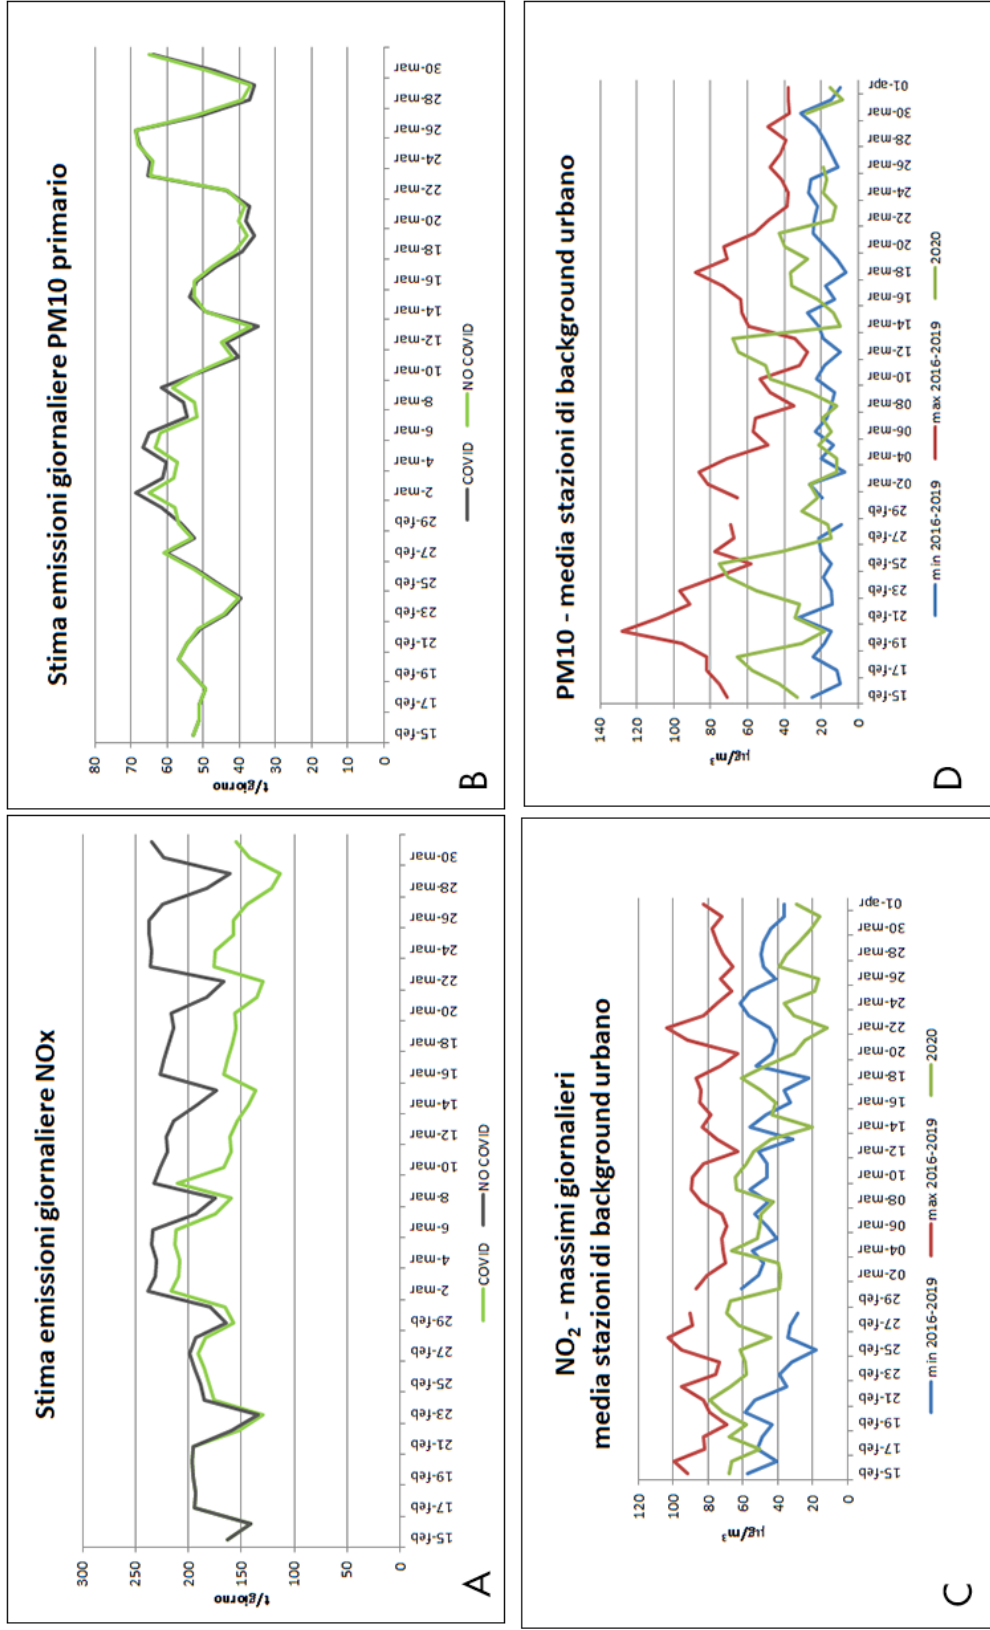 Stima emissioni giornaliere NOx
300
250
200
150
100
50
0
t/giorno
15-feb 17-feb 19-feb 21-feb 23-feb 25-feb 27-feb 29-feb 2-mar 4-mar 6-mar 8-mar 10-mar 12-mar 14-mar 16-mar 18-mar 20-mar 22-mar 24-mar 26-mar 28-mar 30-mar
COVID NO COVID
A
Stima emissioni giornaliere PM10 primario
80
70
60
50
40
30
20
10
0
t/giorno
15-feb 17-feb 19-feb 21-feb 23-feb 25-feb 27-feb 29-feb 2-mar 4-mar 6-mar 8-mar 10-mar 12-mar 14-mar 16-mar 18-mar 20-mar 22-mar 24-mar 26-mar 28-mar 30-mar
COVID NO COVID
B
NO₂ - massimi giornalieri
media stazioni di background urbano
120
100
80
60
40
20
0
µg/m³
15-feb 17-feb 19-feb 21-feb 23-feb 25-feb 27-feb 29-feb 02-mar 04-mar 06-mar 08-mar 10-mar 12-mar 14-mar 16-mar 18-mar 20-mar 22-mar 24-mar 26-mar 28-mar 30-mar 01-apr
min 2016-2019 max 2016-2019 2020
C
PM10 - media stazioni di background urbano
140
120
100
80
60
40
20
0
µg/m³
15-feb 17-feb 19-feb 21-feb 23-feb 25-feb 27-feb 29-feb 02-mar 04-mar 06-mar 08-mar 10-mar 12-mar 14-mar 16-mar 18-mar 20-mar 22-mar 24-mar 26-mar 28-mar 30-mar 01-apr
min 2016-2019 max 2016-2019 2020
D